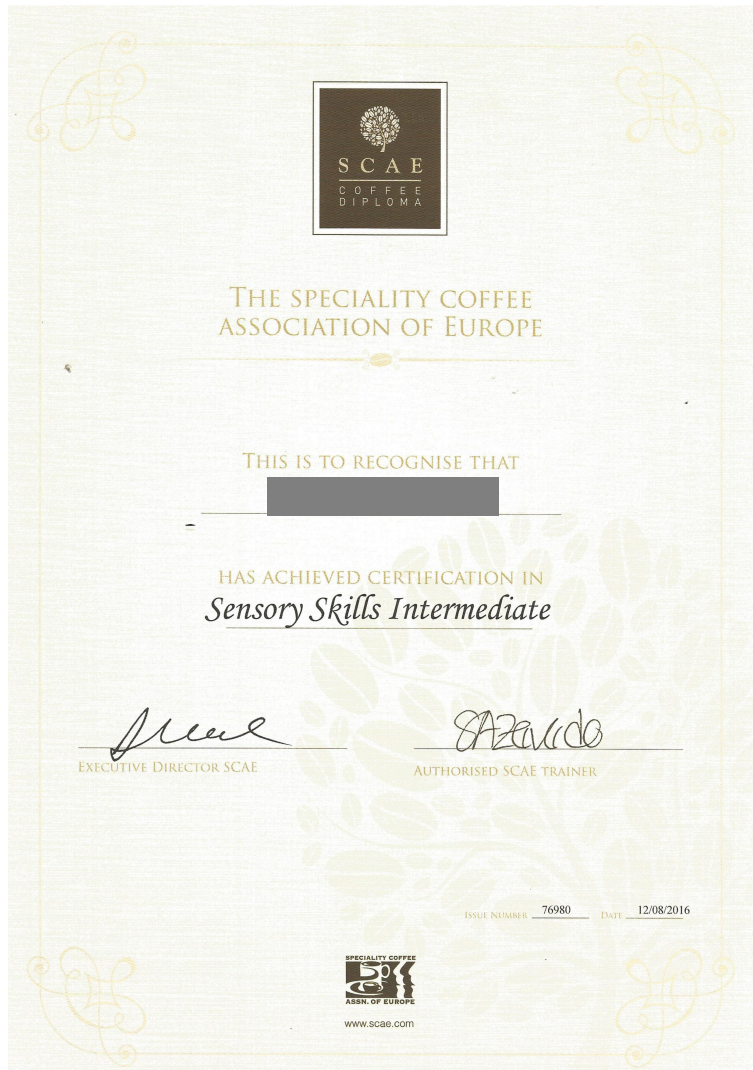 SCAE
COFFEE
DIPLOMA
THE SPECIALITY COFFEE
ASSOCIATION OF EUROPE
THIS IS TO RECOGNISE THAT
HAS ACHIEVED CERTIFICATION IN
Sensory Skills Intermediate
SAZevedo
EXECUTIVE DIRECTOR SCAE
AUTHORISED SCAE TRAINER
ISSUE NUMBER 76980 DATE 12/08/2016
SPECIALITY COFFEE
ASSN. OF EUROPE
www.scae.com